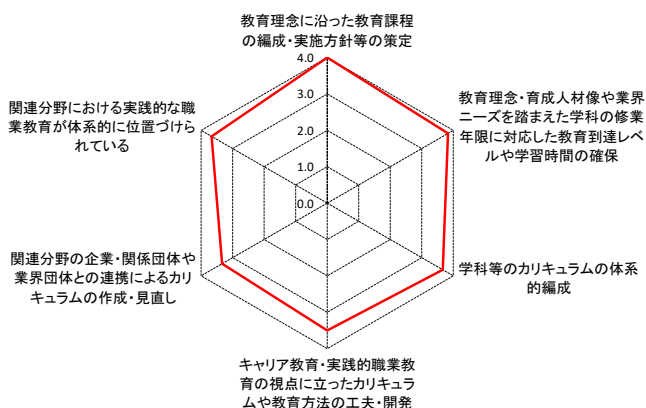 教育理念に沿った教育課程
の編成・実施方針等の策定
4.0
3.0
2.0
1.0
0.0
教育理念・育成人材像や業界
ニーズを踏まえた学科の修業
年限に対応した教育到達レベ
ルや学習時間の確保
学科等のカリキュラムの体系
的編成
キャリア教育・実践的職業教
育の視点に立ったカリキュラ
ムや教育方法の工夫・開発
関連分野の企業・関係団体や
業界団体との連携によるカリ
キュラムの作成・見直し
関連分野における実践的な職
業教育が体系的に位置づけら
れている